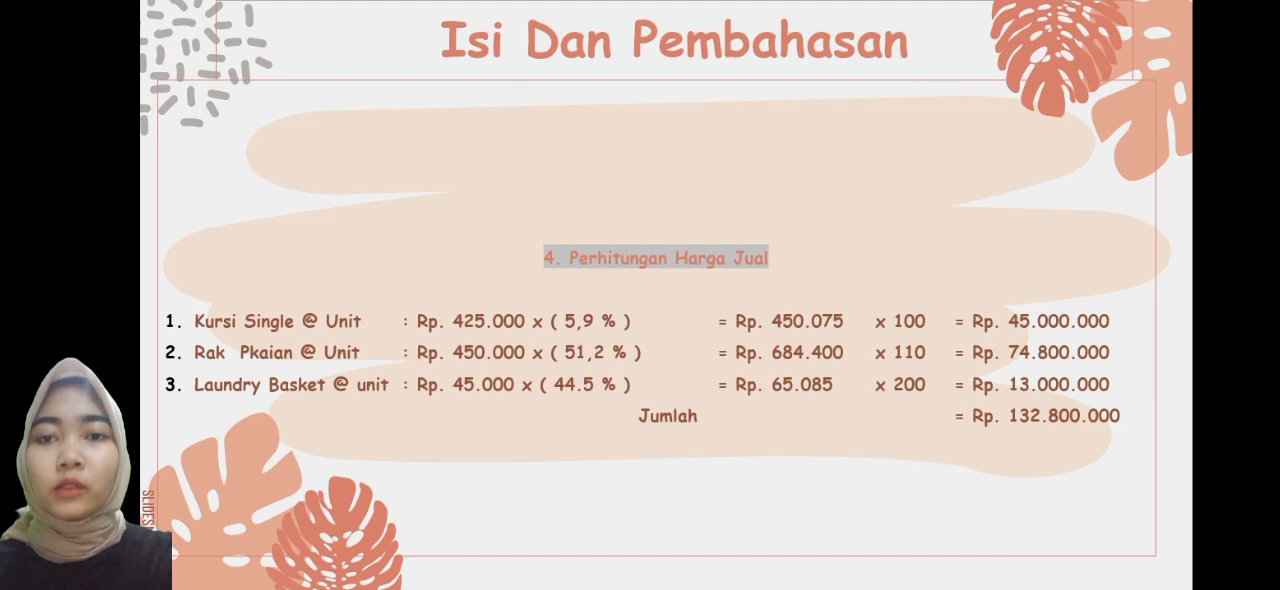 Isi Dan Pembahasan
4. Perhitungan Harga Jual
1. Kursi Single @ Unit : Rp. 425.000 x ( 5,9 % ) = Rp. 450.075 x 100 = Rp. 45.000.000
2. Rak Pkaian @ Unit : Rp. 450.000 x ( 51,2 % ) = Rp. 684.400 x 110 = Rp. 74.800.000
3. Laundry Basket @ unit : Rp. 45.000 x ( 44.5 % ) = Rp. 65.085 x 200 = Rp. 13.000.000
Jumlah = Rp. 132.800.000